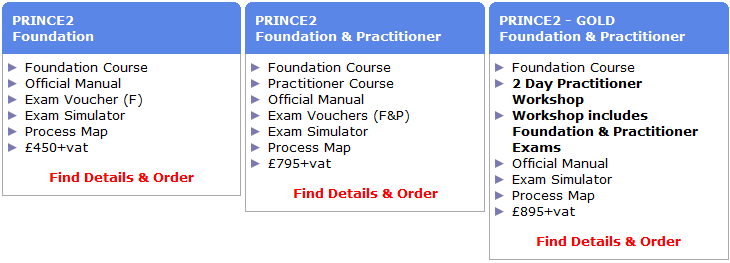 PRINCE2
Foundation
Foundation Course
Official Manual
Exam Voucher (F)
Exam Simulator
Process Map
£450+vat
Find Details & Order
PRINCE2
Foundation & Practitioner
Foundation Course
Practitioner Course
Official Manual
Exam Vouchers (F&P)
Exam Simulator
Process Map
£795+vat
Find Details & Order
PRINCE2 - GOLD
Foundation & Practitioner
Foundation Course
2 Day Practitioner
Workshop
Workshop includes
Foundation & Practitioner
Exams
Official Manual
Exam Simulator
Process Map
£895+vat
Find Details & Order